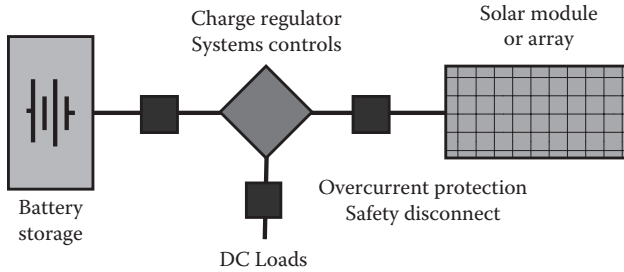 Charge regulator
Systems controls
Solar module
or array
Battery
storage
Overcurrent protection
Safety disconnect
DC Loads